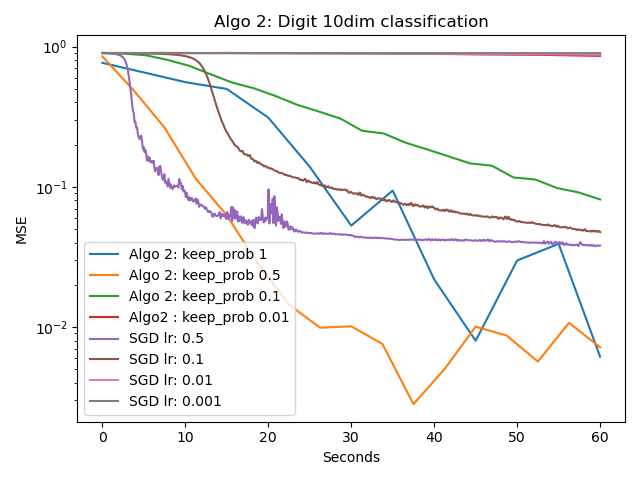 Algo 2: Digit 10dim classification
10^0
10^-1
10^-2
MSE
Algo 2: keep_prob 1
Algo 2: keep_prob 0.5
Algo 2: keep_prob 0.1
Algo2 : keep_prob 0.01
SGD lr: 0.5
SGD lr: 0.1
SGD lr: 0.01
SGD lr: 0.001
0 10 20 30 40 50 60
Seconds